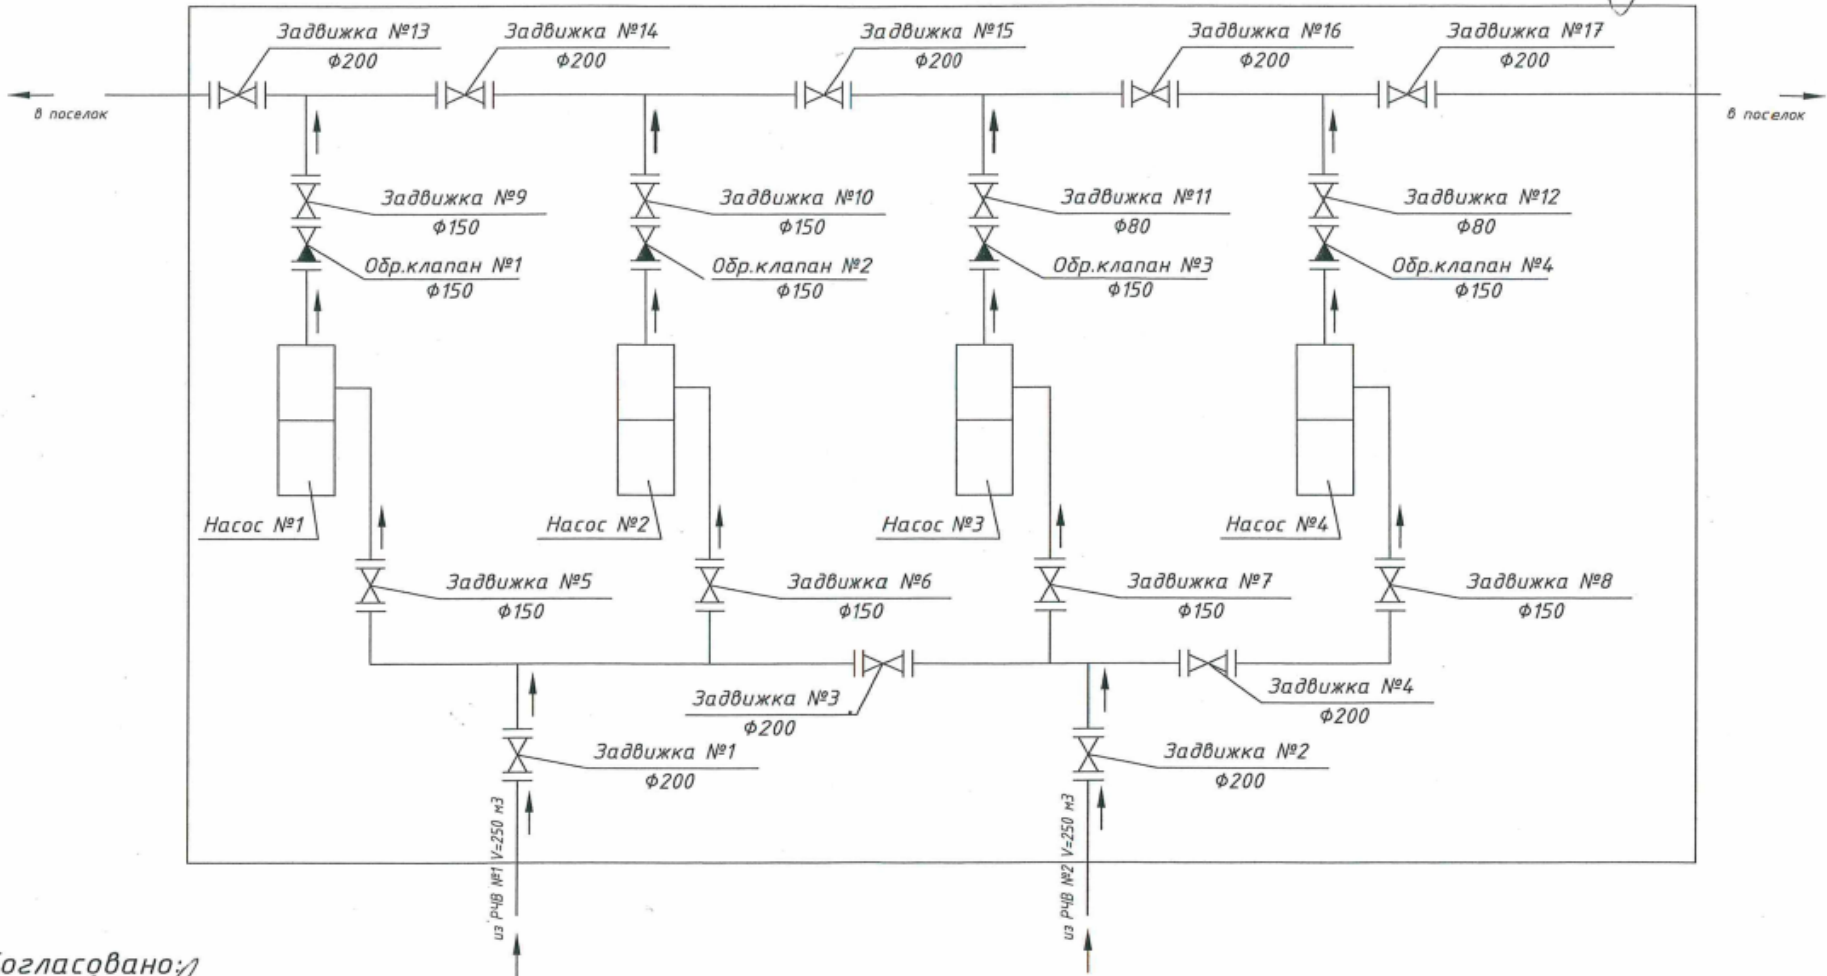 Задвижка №13
Ф200
Задвижка №14
Ф200
Задвижка №15
Ф200
Задвижка №16
Ф200
Задвижка №17
Ф200
в поселок
в поселок
Задвижка №9
Ф150
Задвижка №10
Ф150
Задвижка №11
Ф80
Задвижка №12
Ф80
Обр.клапан №1
Ф150
Обр.клапан №2
Ф150
Обр.клапан №3
Ф150
Обр.клапан №4
Ф150
Насос №1
Насос №2
Насос №3
Насос №4
Задвижка №5
Ф150
Задвижка №6
Ф150
Задвижка №7
Ф150
Задвижка №8
Ф150
Задвижка №3
Ф200
Задвижка №4
Ф200
Задвижка №1
Ф200
Задвижка №2
Ф200
из РЧВ №1 V=250 м3
из РЧВ №2 V=250 м3
огласовано: